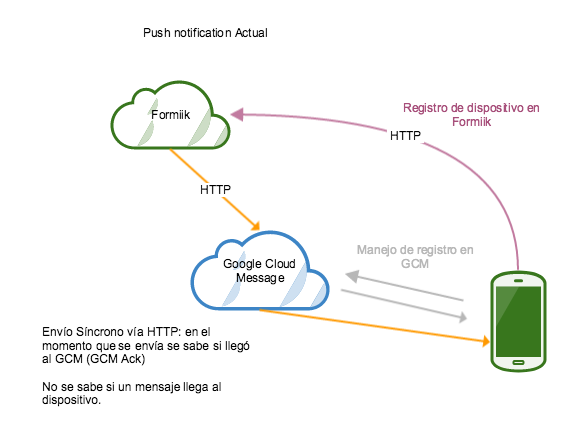 Push notification Actual
Formiik
Registro de dispotivo en
Formiik
HTTP
HTTP
Google Cloud
Message
Manejo de registro en
GCM
Envío Síncrono vía HTTP: en el
momento que se envía se sabe si llegó
al GCM (GCM Ack)
No se sabe si un mensaje llega al
dispositivo.